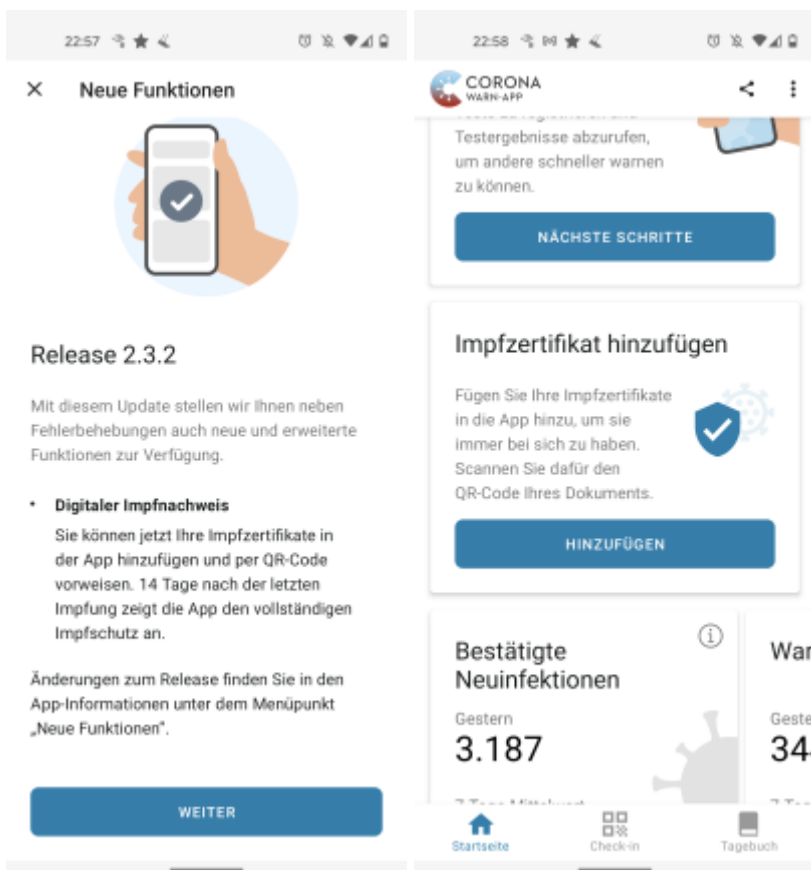 22:57
Neue Funktionen
Release 2.3.2
Mit diesem Update stellen wir Ihnen neben
Fehlerbehebungen auch neue und erweiterte
Funktionen zur Verfügung.
• Digitaler Impfnachweis
Sie können jetzt Ihre Impfzertifikate in
der App hinzufügen und per QR-Code
vorweisen. 14 Tage nach der letzten
Impfung zeigt die App den vollständigen
Impfschutz an.
Änderungen zum Release finden Sie in den
App-Informationen unter dem Menüpunkt
„Neue Funktionen“.
WEITER
22:58
CORONA
WARN-APP
Testergebnisse abzurufen,
um andere schneller warnen
zu können.
NÄCHSTE SCHRITTE
Impfzertifikat hinzufügen
Fügen Sie Ihre Impfzertifikate
in die App hinzu, um sie
immer bei sich zu haben.
Scannen Sie dafür den
QR-Code Ihres Dokuments.
HINZUFÜGEN
Bestätigte
Neuinfektionen
Gestern
3.187
Startseite
Check-in
Tagebuch